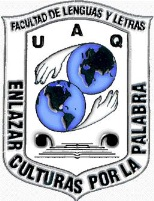 FACULTAD DE LENGUAS Y LETRAS
U A Q
ENLAZAR CULTURAS POR LA PALABRA